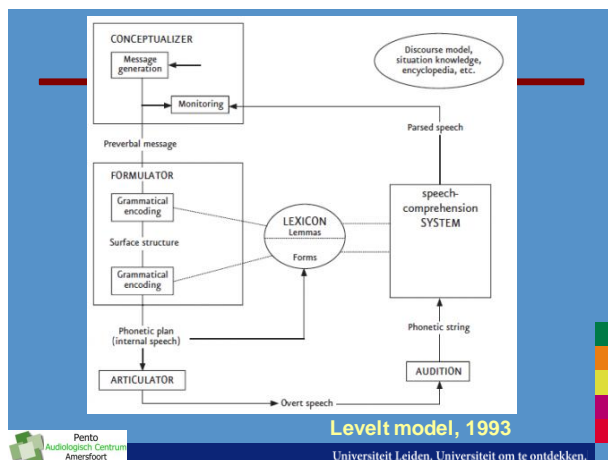 CONCEPTUALIZER
Message
generation
Monitoring
Discourse model,
situation knowledge,
encyclopedia, etc.
Preverbal message
Parsed speech
FORMULATOR
Grammatical
encoding
Surface structure
Grammatical
encoding
LEXICON
Lemmas
Forms
speech-
comprehension
SYSTEM
Phonetic plan
(internal speech)
Phonetic string
ARTICULATOR
AUDITION
Overt speech
Levelt model, 1993
Pento
Audiologisch Centrum
Amersfoort
Universiteit Leiden. Universiteit om te ontdekken.